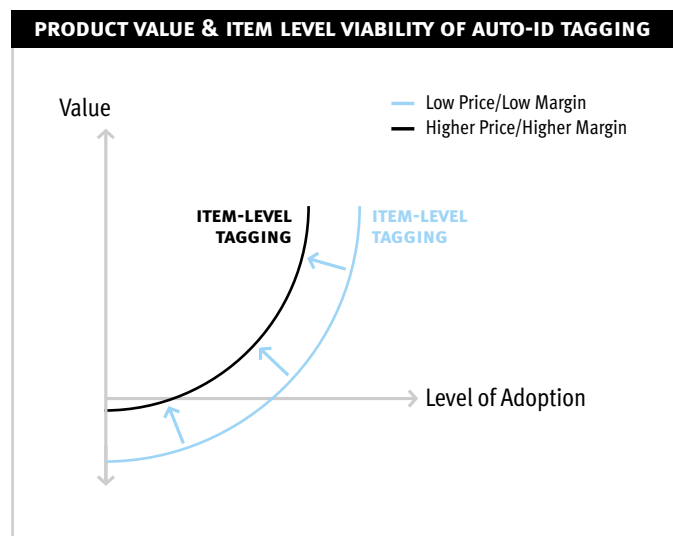 PRODUCT VALUE & ITEM LEVEL VIABILITY OF AUTO-ID TAGGING
Value
Low Price/Low Margin
Higher Price/Higher Margin
ITEM-LEVEL
TAGGING
ITEM-LEVEL
TAGGING
Level of Adoption